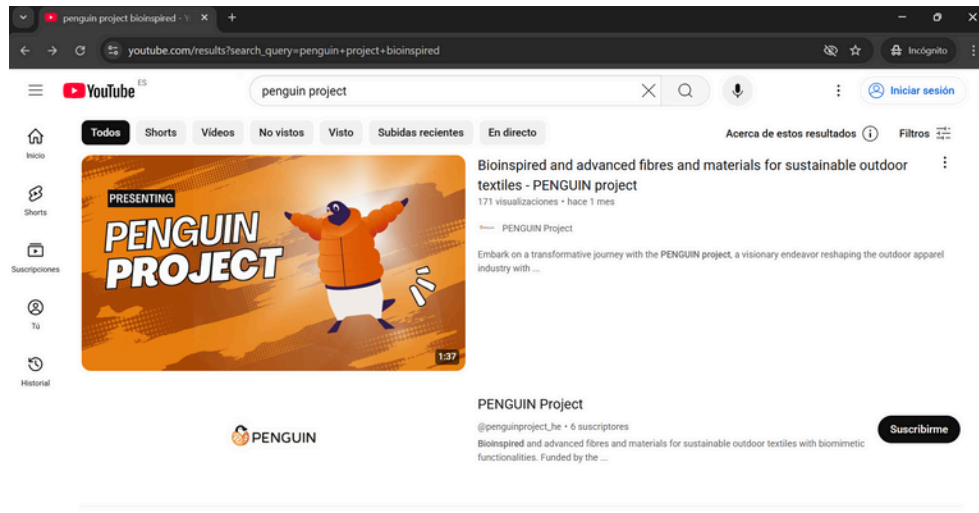 penguin project bioinspired - Y
youtube.com/results?search_query=penguin+project+bioinspired
Incógnito
YouTube ES
penguin project
Iniciar sesión
Todos Shorts Vídeos No vistos Visto Subidas recientes En directo
Acerca de estos resultados Filtros
Inicio
Shorts
Suscripciones
Tú
Historial
PRESENTING
PENGUIN
PROJECT
1:37
Bioinspired and advanced fibres and materials for sustainable outdoor
textiles - PENGUIN project
171 visualizaciones • hace 1 mes
PENGUIN Project
Embark on a transformative journey with the PENGUIN project, a visionary endeavor reshaping the outdoor apparel
industry with ...
PENGUIN
PENGUIN Project
@penguinproject_he • 6 suscriptores
Bioinspired and advanced fibres and materials for sustainable outdoor textiles with biomimetic
functionalities. Funded by the ...
Suscribirme